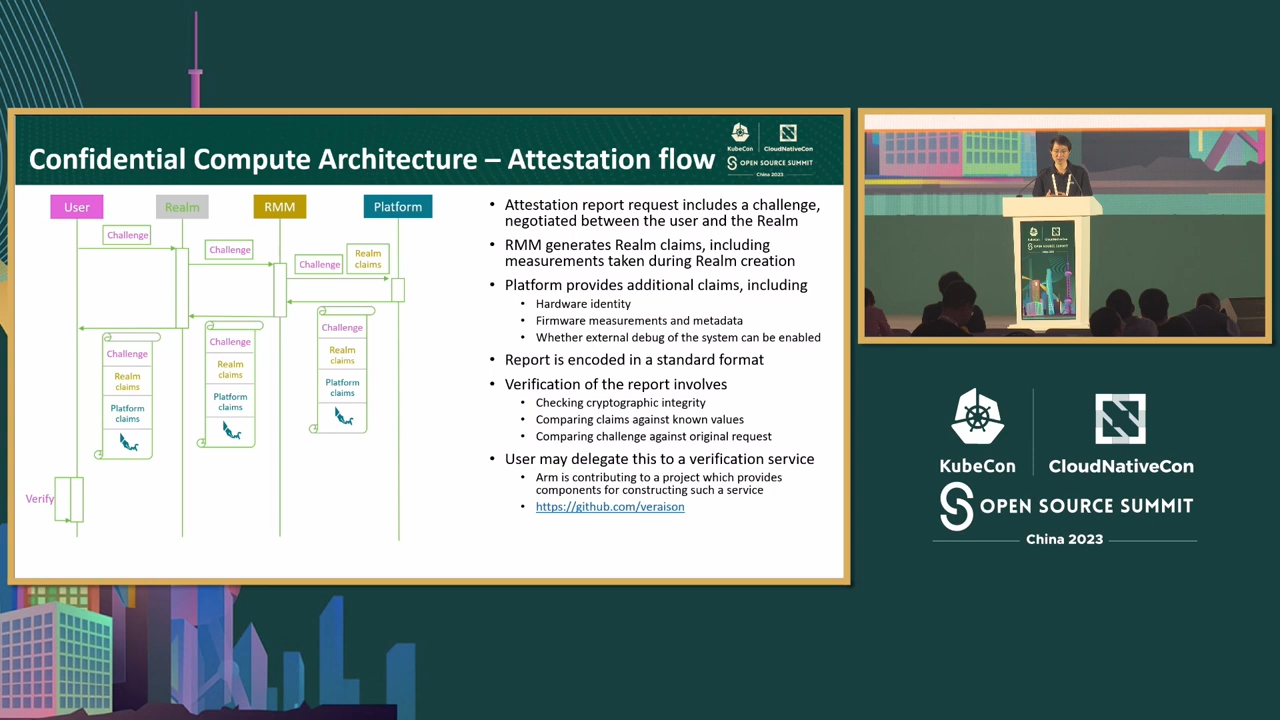 Confidential Compute Architecture – Attestation flow
KubeCon
CloudNativeCon
OPEN SOURCE SUMMIT
China 2023
User
Realm
RMM
Platform
Challenge
Challenge
Challenge
Realm
claims
Challenge
Realm
claims
Platform
claims
Challenge
Realm
claims
Platform
claims
Challenge
Realm
claims
Platform
claims
Verify
• Attestation report request includes a challenge,
negotiated between the user and the Realm
• RMM generates Realm claims, including
measurements taken during Realm creation
• Platform provides additional claims, including
• Hardware identity
• Firmware measurements and metadata
• Whether external debug of the system can be enabled
• Report is encoded in a standard format
• Verification of the report involves
• Checking cryptographic integrity
• Comparing claims against known values
• Comparing challenge against original request
• User may delegate this to a verification service
• Arm is contributing to a project which provides
components for constructing such a service
• https://github.com/veraison
KubeCon
CloudNativeCon
OPEN SOURCE SUMMIT
China 2023